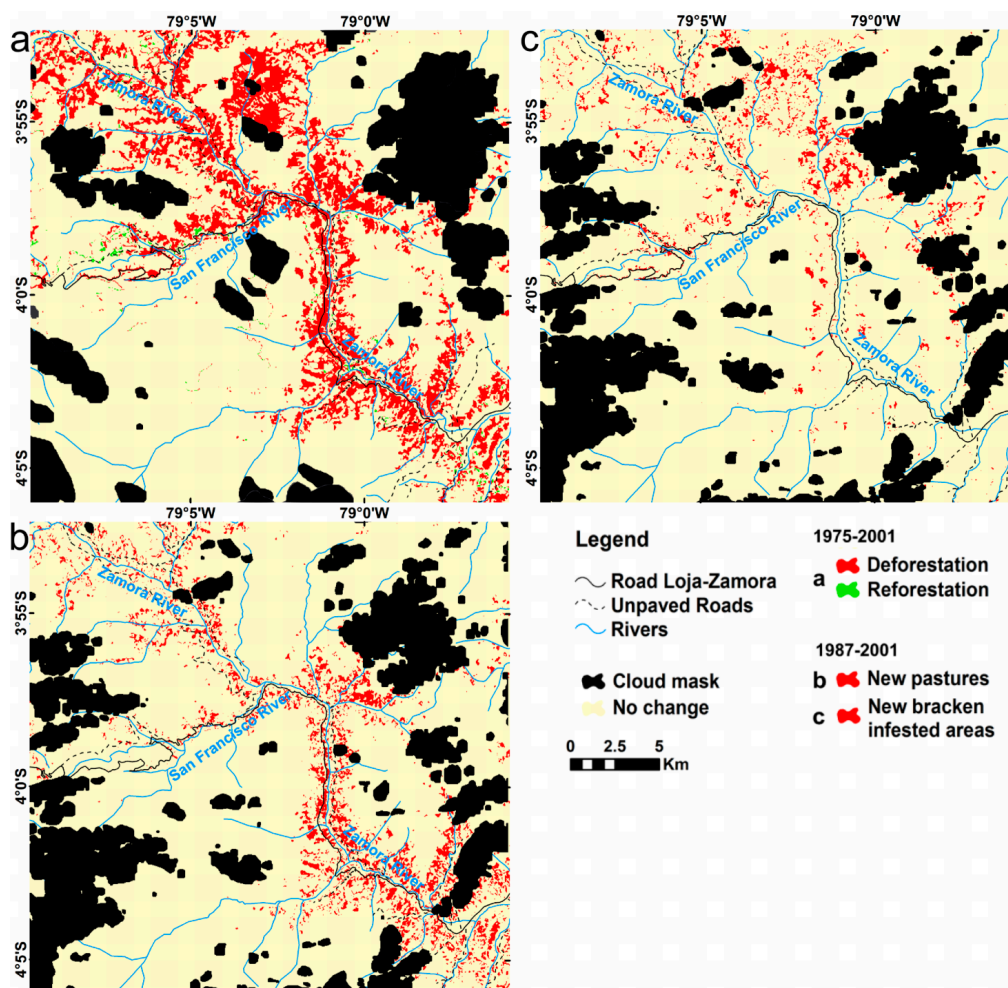 a
79°5'W 79°0'W
3°55'S
4°0'S
4°5'S
Zamora River
San Francisco River
Zamora River
c
79°5'W 79°0'W
3°55'S
4°0'S
4°5'S
Zamora River
San Francisco River
Zamora River
b
79°5'W 79°0'W
3°55'S
4°0'S
4°5'S
Zamora River
San Francisco River
Zamora River
Legend
Road Loja-Zamora
Unpaved Roads
Rivers
Cloud mask
No change
0 2.5 5
Km
1975-2001
a
Deforestation
Reforestation
1987-2001
b New pastures
c New bracken
infested areas